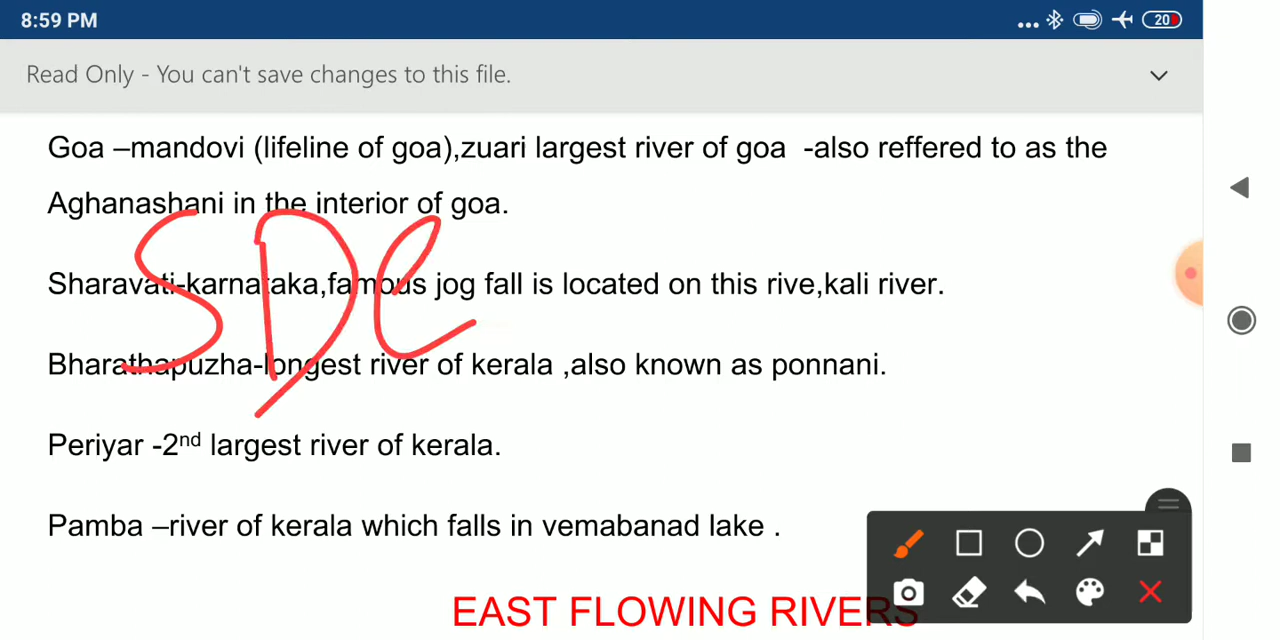 8:59 PM
20
Read Only - You can't save changes to this file.
Goa –mandovi (lifeline of goa),zuari largest river of goa -also reffered to as the
Aghanashani in the interior of goa.
SDC
Sharavati-karnataka,famous jog fall is located on this rive,kali river.
Bharathapuzha-longest river of kerala ,also known as ponnani.
Periyar -2nd largest river of kerala.
Pamba –river of kerala which falls in vemabanad lake .
EAST FLOWING RIVERS